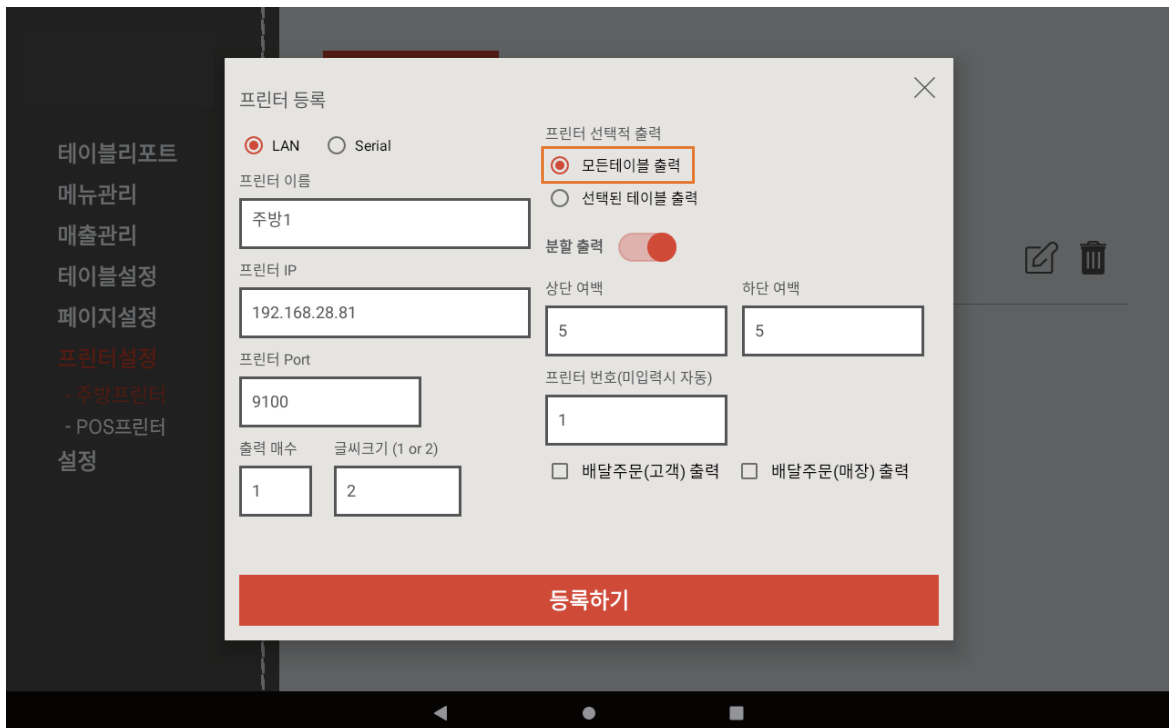 테이블리포트
메뉴관리
매출관리
테이블설정
페이지설정
프린터설정
- 주방프린터
- POS프린터
설정
프린터 등록
LAN
Serial
프린터 이름
주방1
프린터 IP
192.168.28.81
프린터 Port
9100
출력 매수
글씨크기 (1 or 2)
1
2
프린터 선택적 출력
모든테이블 출력
선택된 테이블 출력
분할 출력
상단 여백
하단 여백
5
5
프린터 번호(미입력시 자동)
1
배달주문(고객) 출력
배달주문(매장) 출력
등록하기